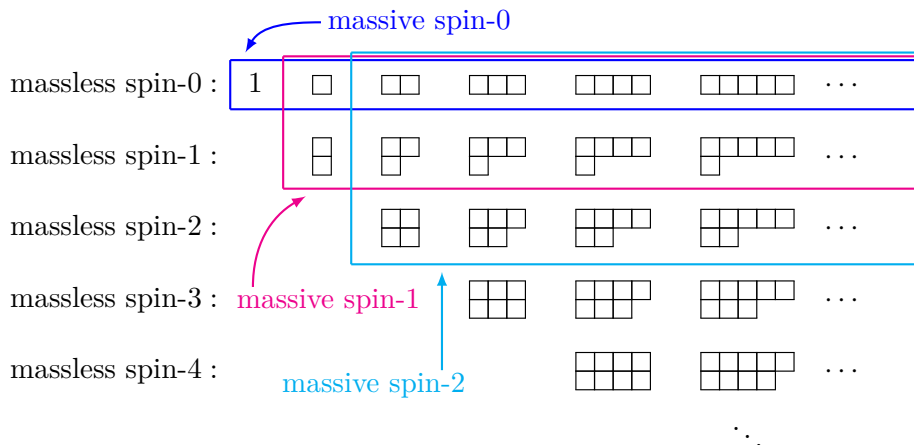 massive spin-0
massless spin-0 : 1 ...
massless spin-1 : ...
massless spin-2 : ...
massless spin-3 : massive spin-1 ...
massless spin-4 : ...
massive spin-2
⋱